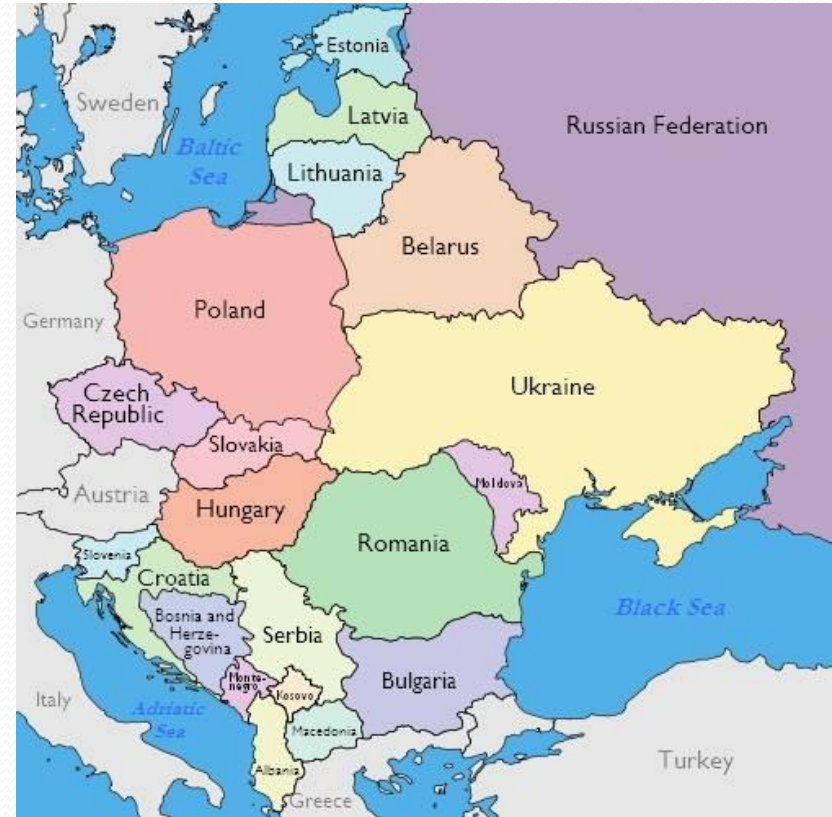 Estonia
Sweden
Latvia
Russian Federation
Baltic
Sea
Lithuania
Belarus
Poland
Germany
Ukraine
Czech
Republic
Slovakia
Moldova
Austria
Hungary
Romania
Slovenia
Croatia
Black Sea
Bosnia and
Herze-
govina
Serbia
Monte-
negro
Kosovo
Bulgaria
Italy
Adriatic
Sea
Macedonia
Turkey
Albania
Greece